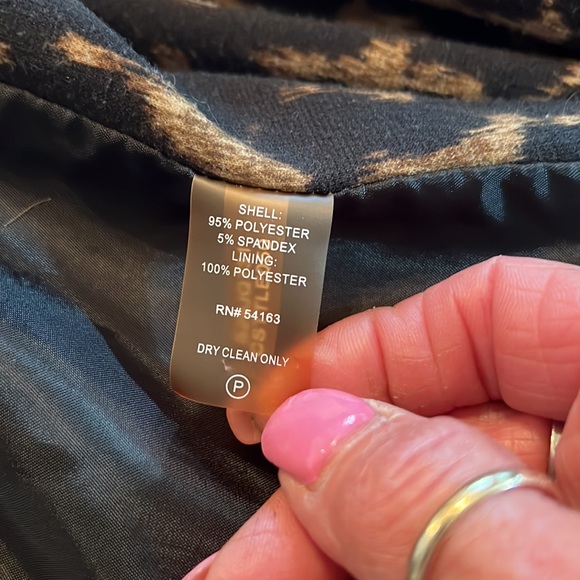 SHELL:
95% POLYESTER
5% SPANDEX
LINING:
100% POLYESTER
RN# 54163
DRY CLEAN ONLY
P